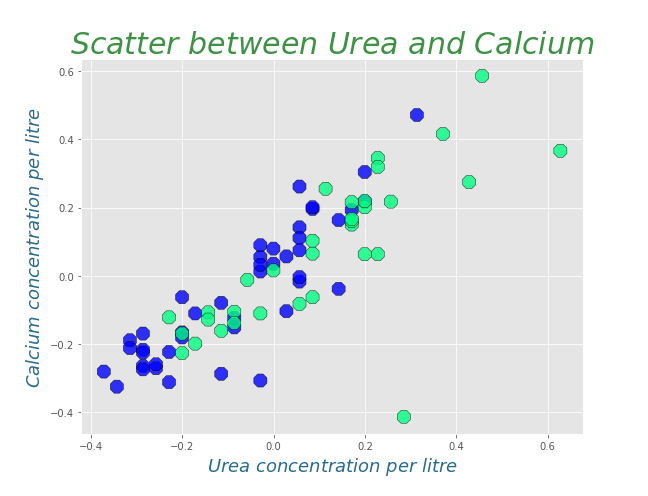 Scatter between Urea and Calcium
Calcium concentration per litre
0.6
0.4
0.2
0.0
−0.2
−0.4
−0.4 −0.2 0.0 0.2 0.4 0.6
Urea concentration per litre